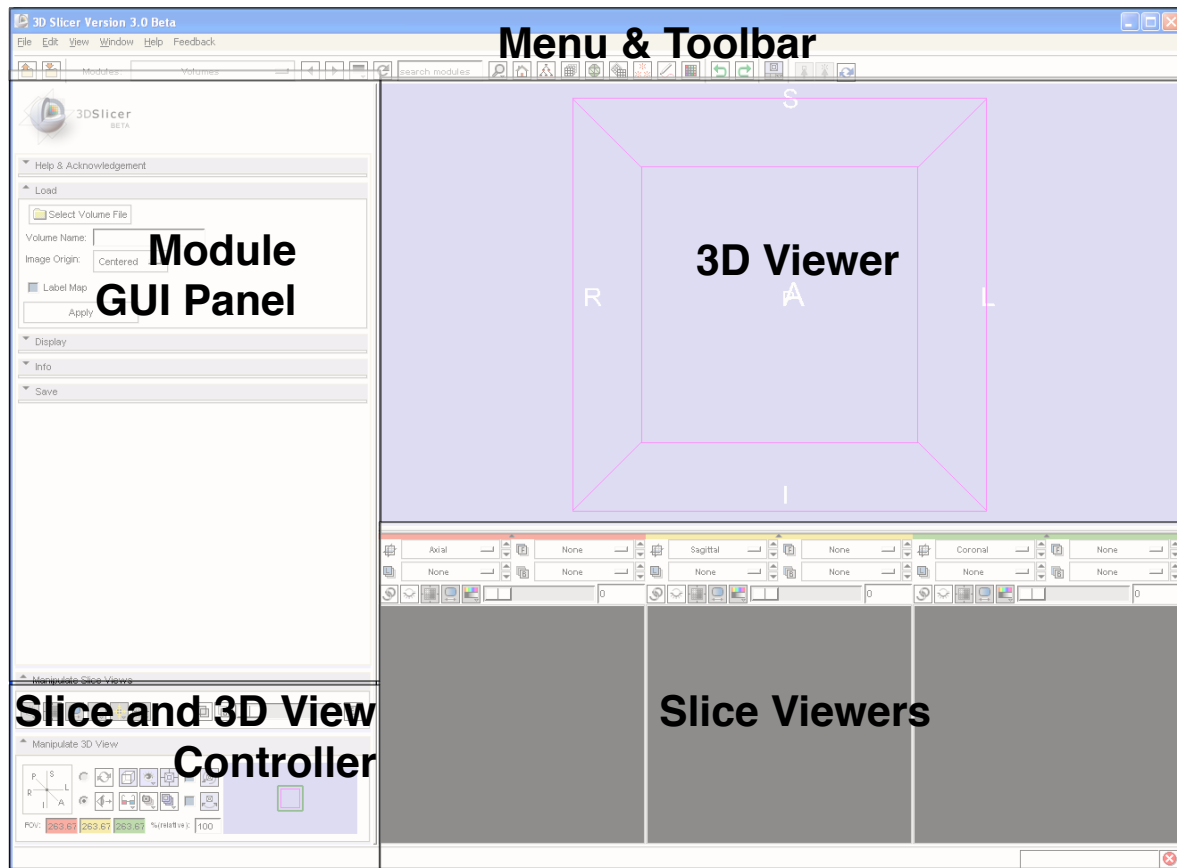 3D Slicer Version 3.0 Beta
File Edit View Window Help Feedback
Menu & Toolbar
Modules: Volumes search modules
3DSlicer
BETA
Help & Acknowledgement
Load
Select Volume File
Volume Name:
Image Origin: Centered
Label Map
Apply
Module
GUI Panel
Display
Info
Save
S
3D Viewer
R P A L
I
Axial None Sagittal None Coronal None
None None None None None None
0 0 0
Manipulate Slice Views
Slice and 3D View
Controller
Slice Viewers
Manipulate 3D View
P S
R L
I A
FOV: 263.67 263.67 263.67 %(relative): 100